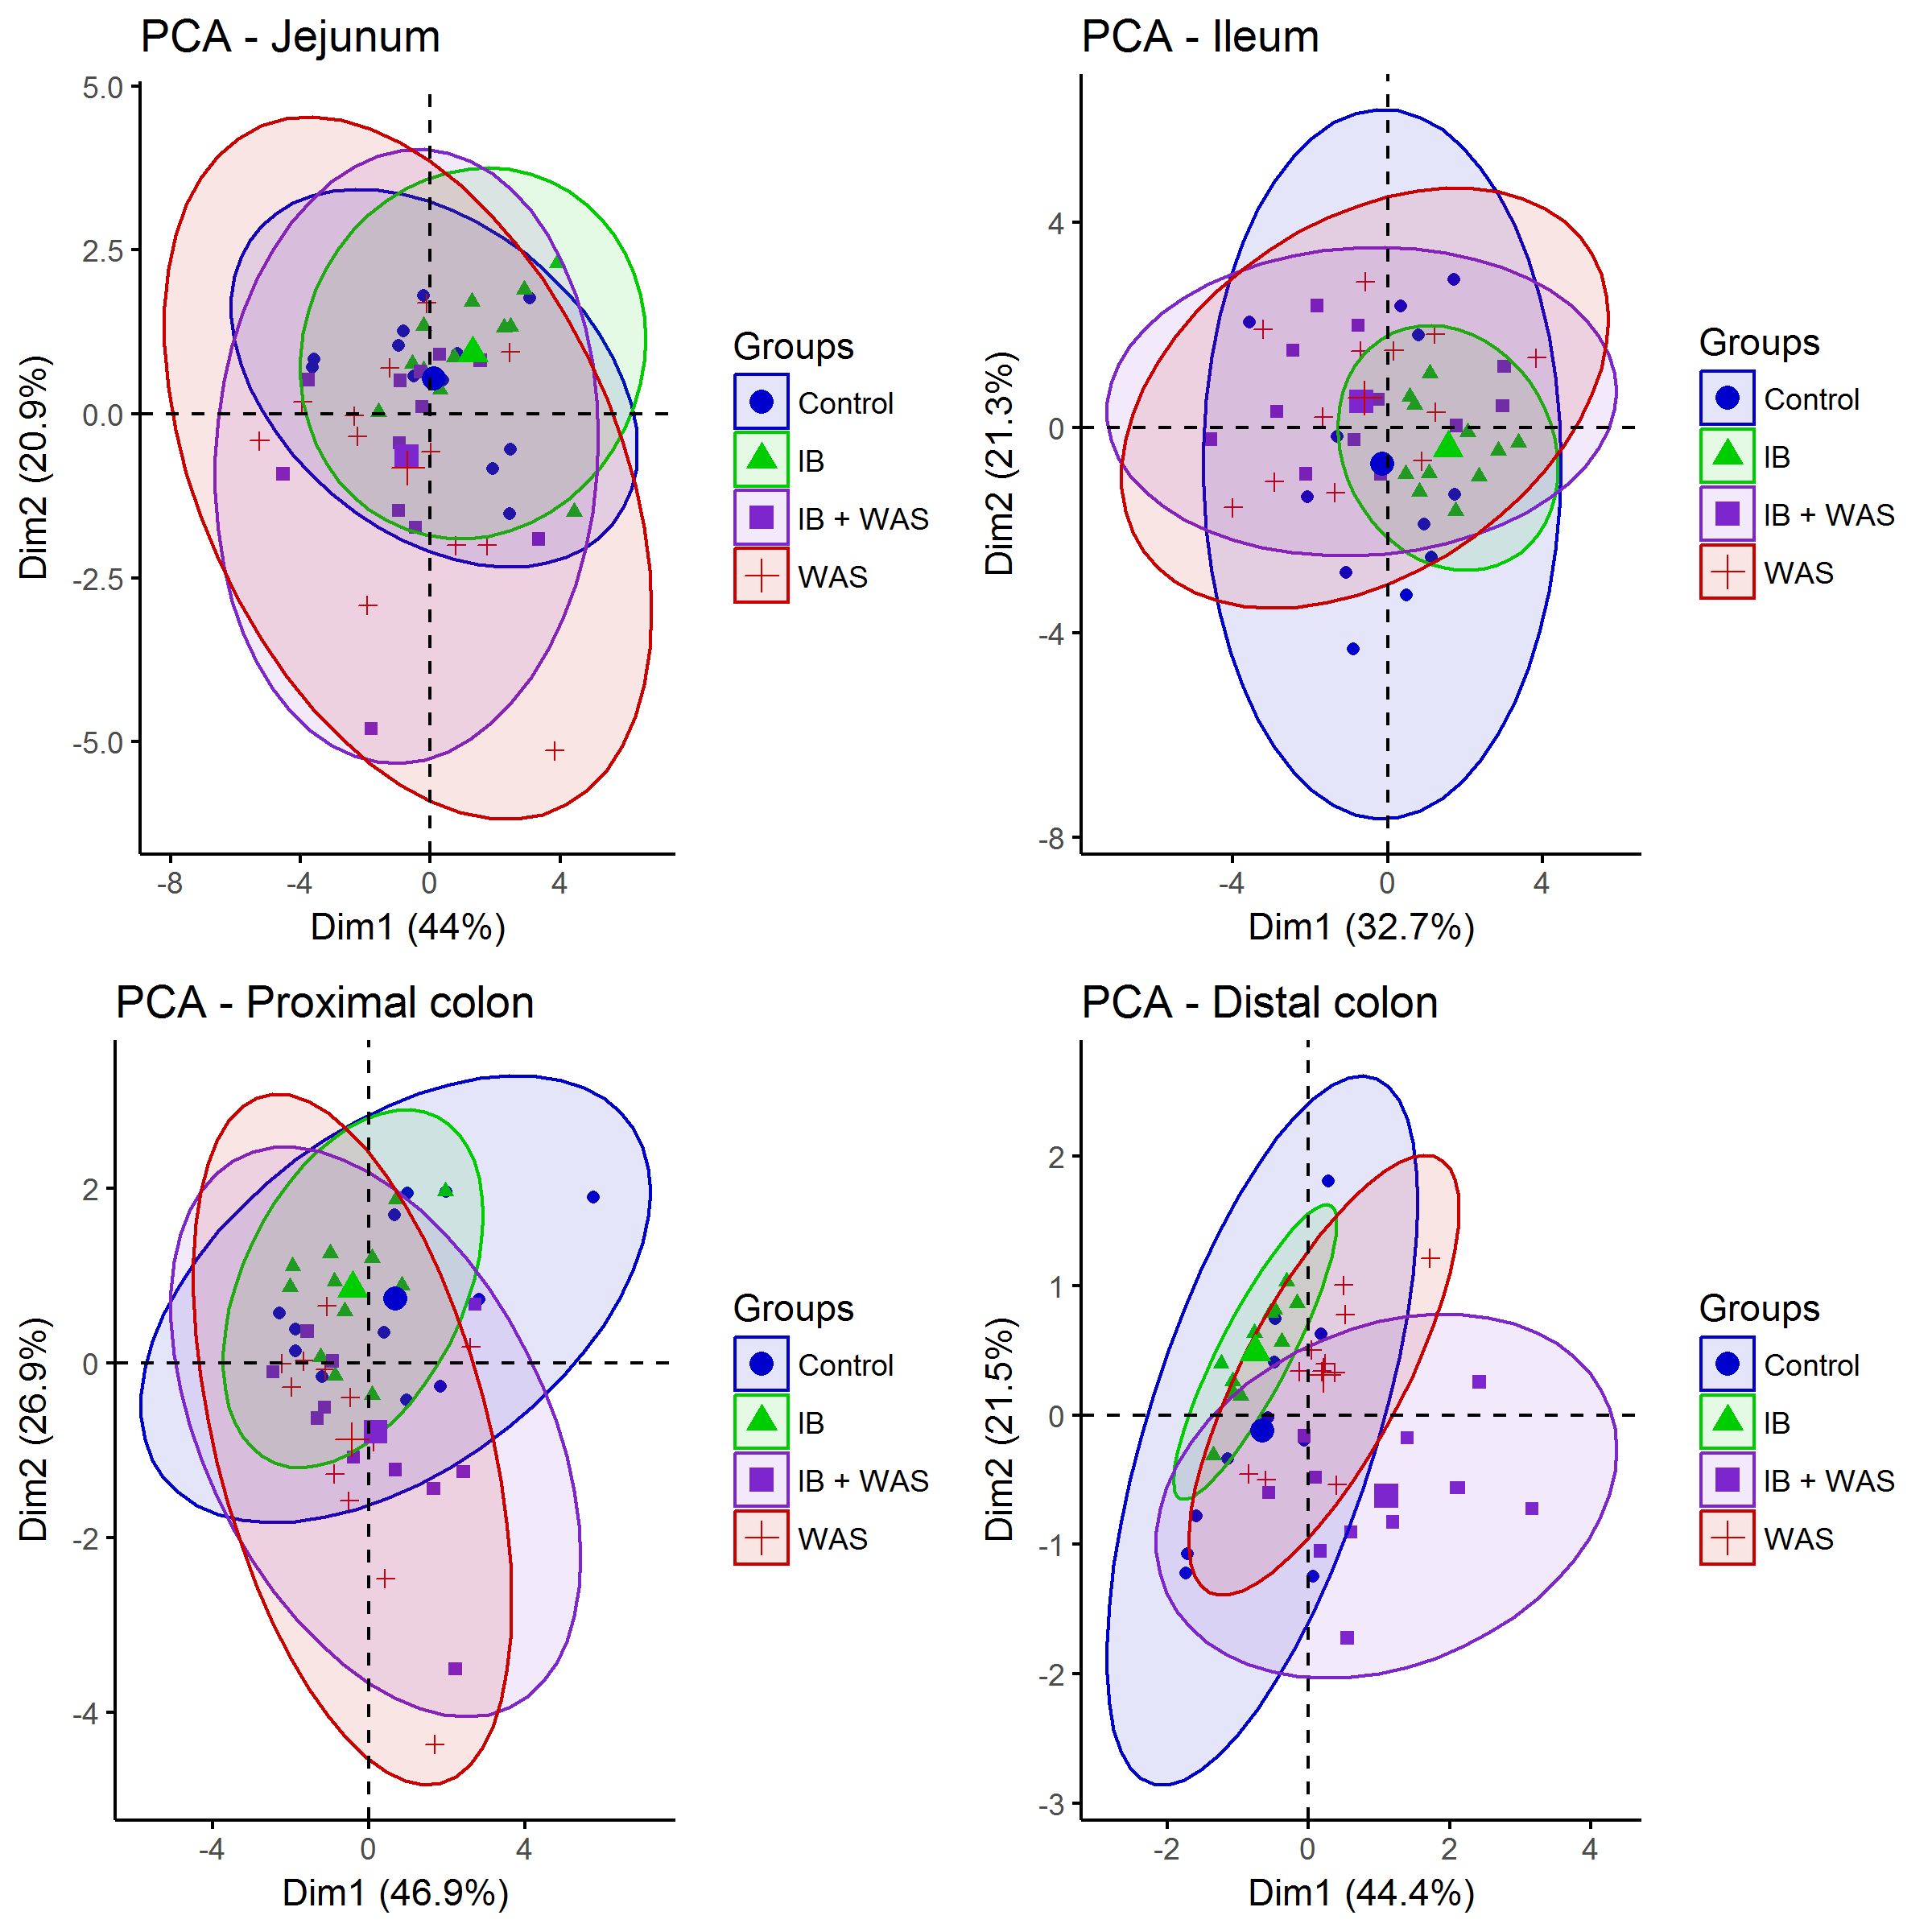 PCA - Jejunum
5.0
2.5
0.0
-2.5
-5.0
Dim2 (20.9%)
-8
-4
0
4
Dim1 (44%)
Groups
Control
IB
IB + WAS
WAS
PCA - Ileum
4
0
-4
-8
Dim2 (21.3%)
-4
0
4
Dim1 (32.7%)
Groups
Control
IB
IB + WAS
WAS
PCA - Proximal colon
2
0
-2
-4
Dim2 (26.9%)
-4
0
4
Dim1 (46.9%)
Groups
Control
IB
IB + WAS
WAS
PCA - Distal colon
2
1
0
-1
-2
-3
Dim2 (21.5%)
-2
0
2
4
Dim1 (44.4%)
Groups
Control
IB
IB + WAS
WAS